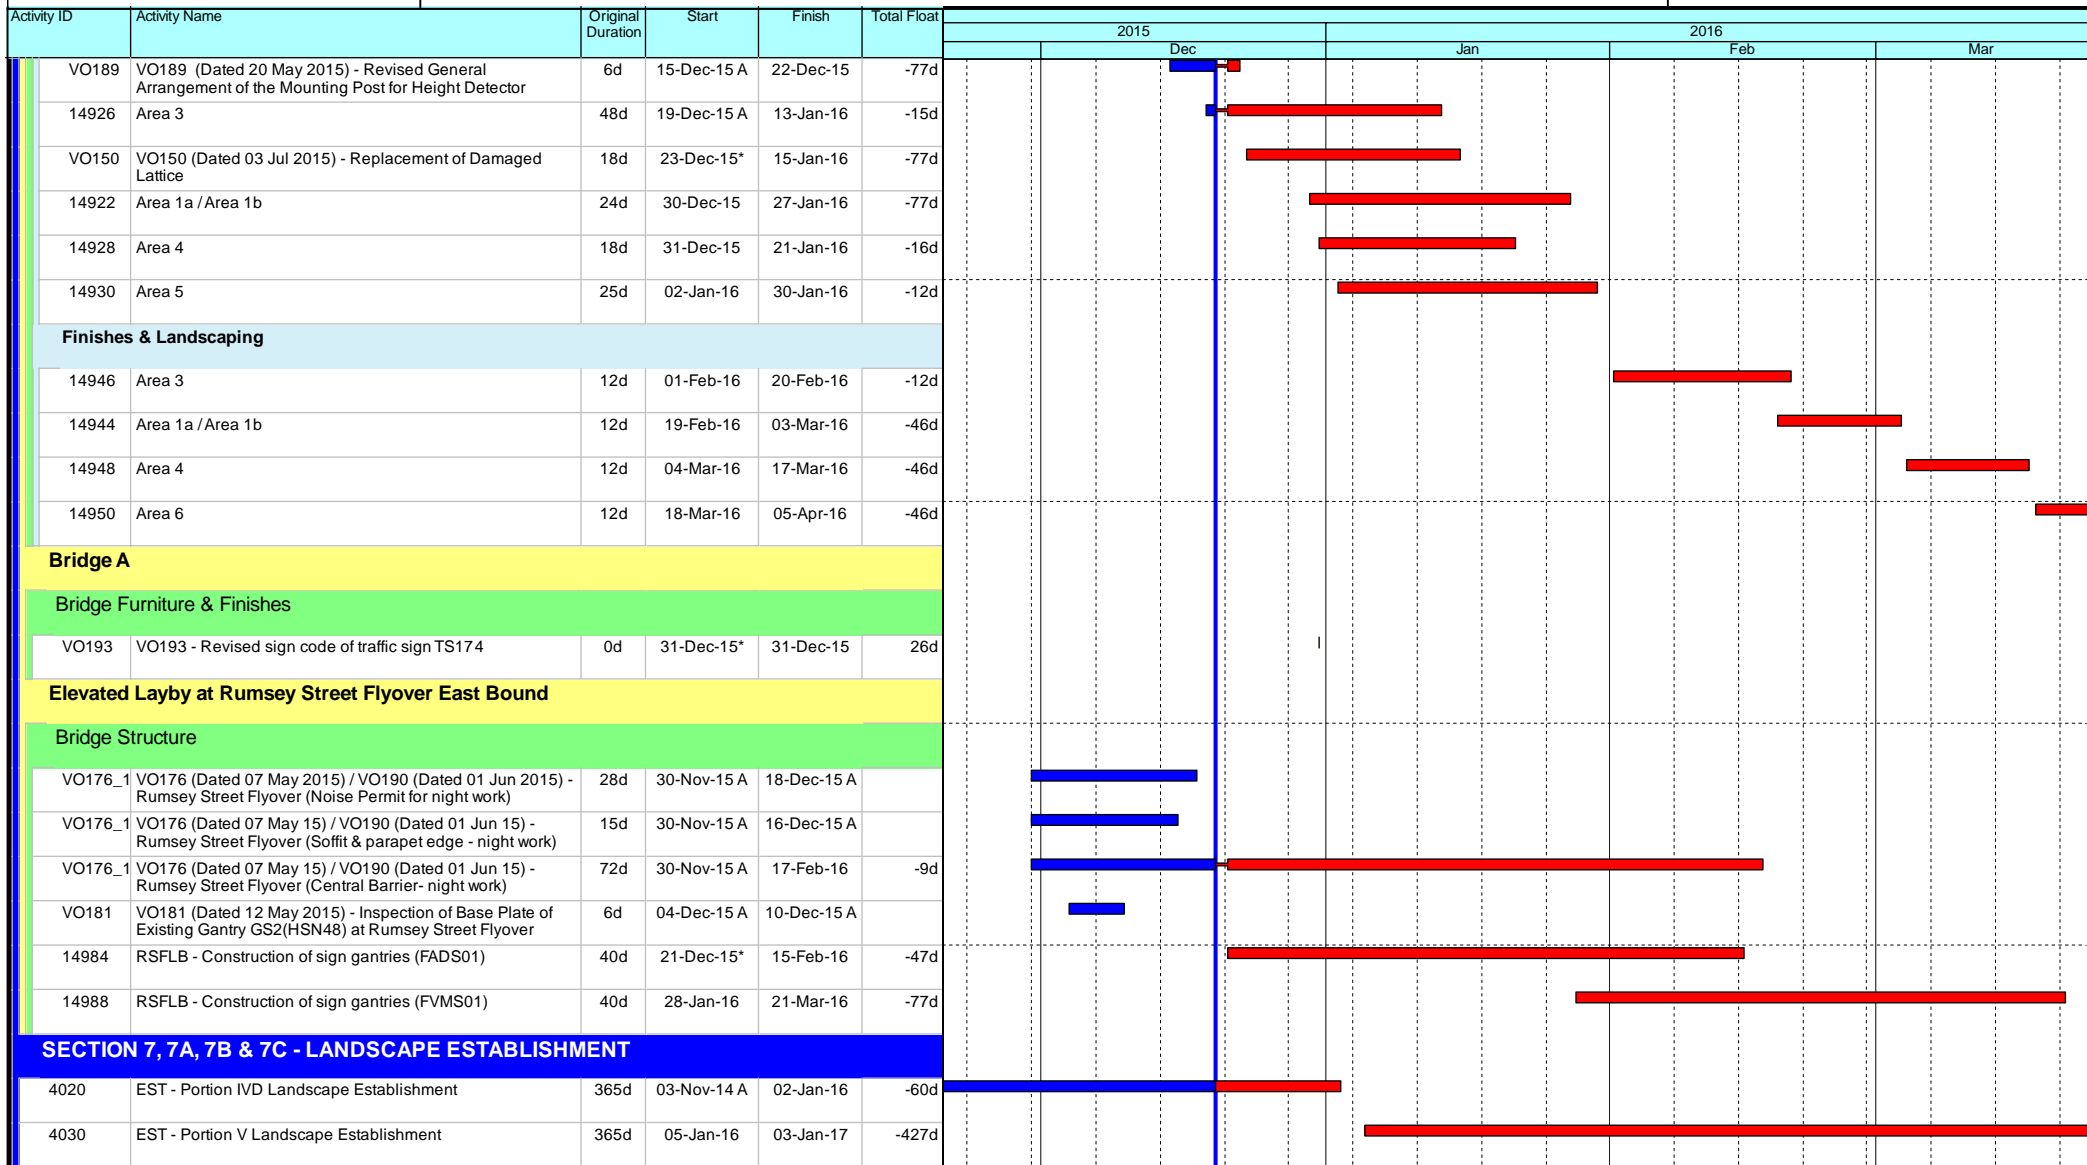 Activity ID Activity Name Original Duration Start Finish Total Float
2015 2016
Dec Jan Feb Mar
VO189 VO189 (Dated 20 May 2015) - Revised General 6d 15-Dec-15 A 22-Dec-15 -77d
Arrangement of the Mounting Post for Height Detector
14926 Area 3 48d 19-Dec-15 A 13-Jan-16 -15d
VO150 VO150 (Dated 03 Jul 2015) - Replacement of Damaged 18d 23-Dec-15* 15-Jan-16 -77d
Lattice
14922 Area 1a / Area 1b 24d 30-Dec-15 27-Jan-16 -77d
14928 Area 4 18d 31-Dec-15 21-Jan-16 -16d
14930 Area 5 25d 02-Jan-16 30-Jan-16 -12d
Finishes & Landscaping
14946 Area 3 12d 01-Feb-16 20-Feb-16 -12d
14944 Area 1a / Area 1b 12d 19-Feb-16 03-Mar-16 -46d
14948 Area 4 12d 04-Mar-16 17-Mar-16 -46d
14950 Area 6 12d 18-Mar-16 05-Apr-16 -46d
Bridge A
Bridge Furniture & Finishes
VO193 VO193 - Revised sign code of traffic sign TS174 0d 31-Dec-15* 31-Dec-15 26d
Elevated Layby at Rumsey Street Flyover East Bound
Bridge Structure
VO176_1 VO176 (Dated 07 May 2015) / VO190 (Dated 01 Jun 2015) - 28d 30-Nov-15 A 18-Dec-15 A
Rumsey Street Flyover (Noise Permit for night work)
VO176_1 VO176 (Dated 07 May 15) / VO190 (Dated 01 Jun 15) - 15d 30-Nov-15 A 16-Dec-15 A
Rumsey Street Flyover (Soffit & parapet edge - night work)
VO176_1 VO176 (Dated 07 May 15) / VO190 (Dated 01 Jun 15) - 72d 30-Nov-15 A 17-Feb-16 -9d
Rumsey Street Flyover (Central Barrier- night work)
VO181 VO181 (Dated 12 May 2015) - Inspection of Base Plate of 6d 04-Dec-15 A 10-Dec-15 A
Existing Gantry GS2(HSN48) at Rumsey Street Flyover
14984 RSFLB - Construction of sign gantries (FADS01) 40d 21-Dec-15* 15-Feb-16 -47d
14988 RSFLB - Construction of sign gantries (FVMS01) 40d 28-Jan-16 21-Mar-16 -77d
SECTION 7, 7A, 7B & 7C - LANDSCAPE ESTABLISHMENT
4020 EST - Portion IVD Landscape Establishment 365d 03-Nov-14 A 02-Jan-16 -60d
4030 EST - Portion V Landscape Establishment 365d 05-Jan-16 03-Jan-17 -427d